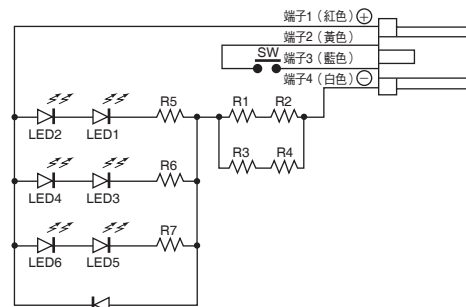 端子1（紅色）⊕
端子2（黃色）
SW 端子3（藍色）
端子4（白色）⊖
R5 R1 R2
LED2 LED1
R3 R4
R6
LED4 LED3
R7
LED6 LED5